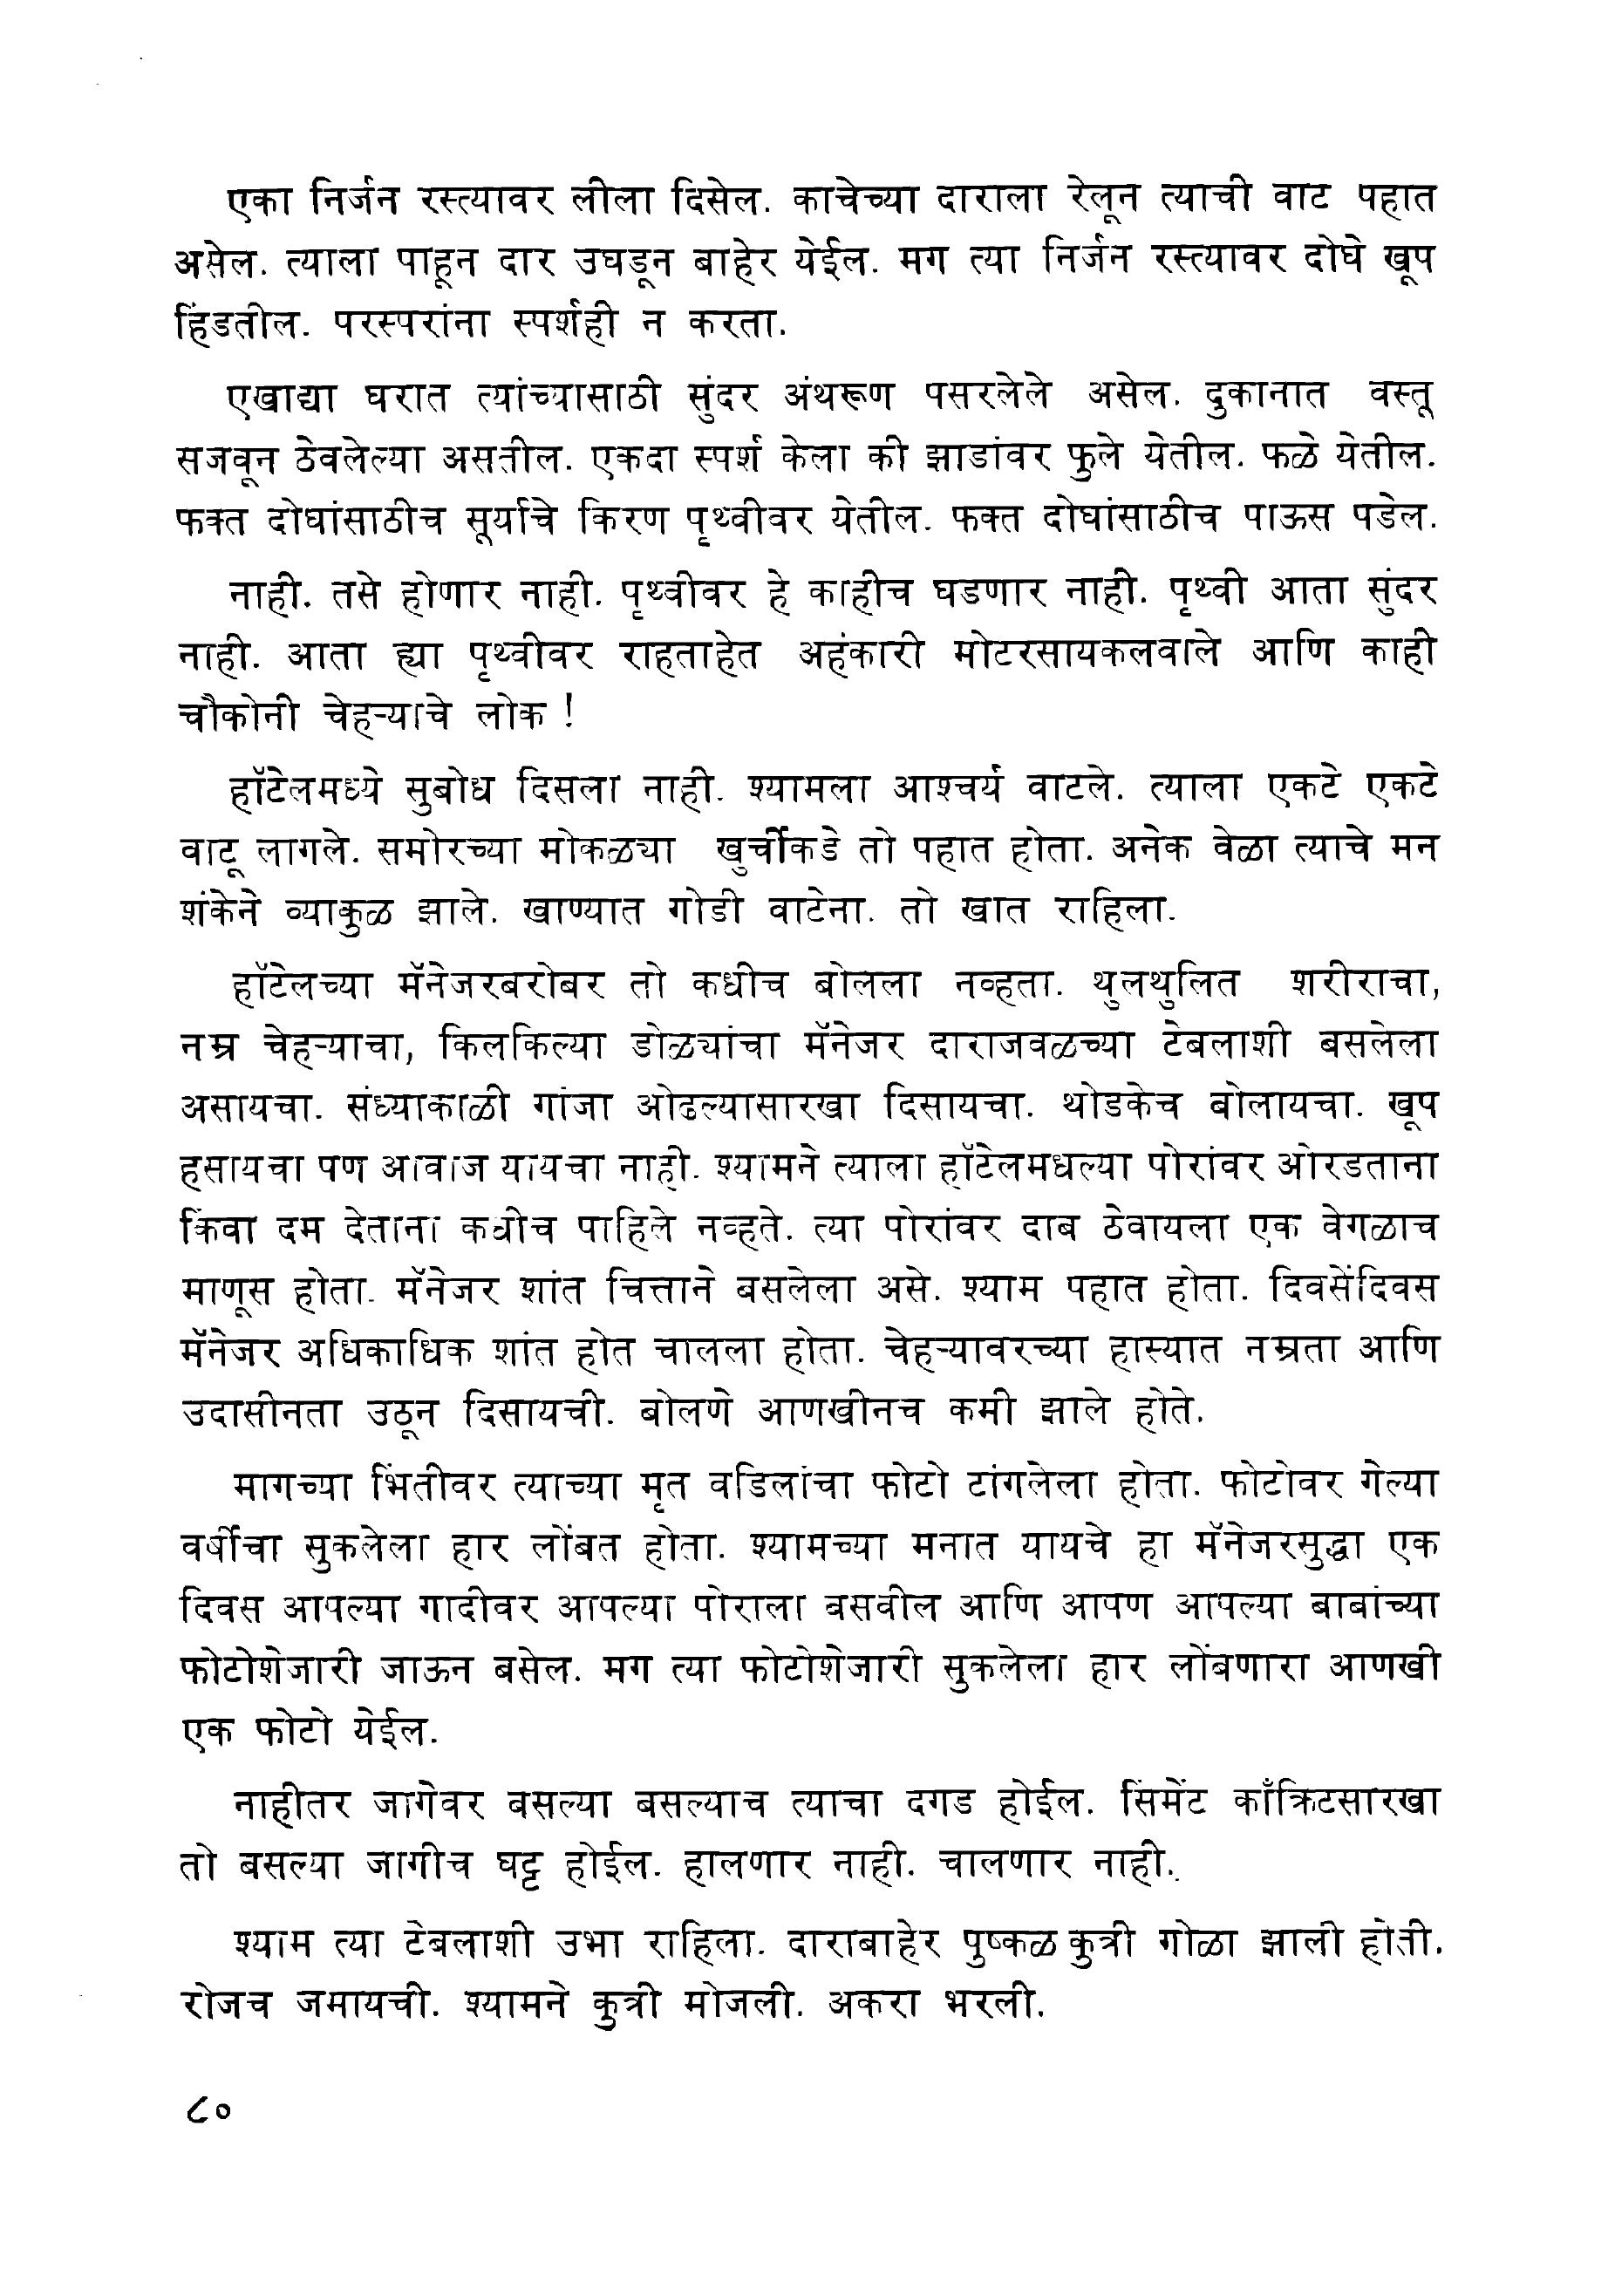 एका निर्जन रस्त्यावर लीला दिसेल. काचेच्या दाराला रेलून त्याची वाट पहात
असेल. त्याला पाहून दार उघडून बाहेर येईल. मग त्या निर्जन रस्त्यावर दोघे खूप
हिंडतील. परस्परांना स्पर्शही न करता.
एखाद्या घरात त्यांच्यासाठी सुंदर अंथरूण पसरलेले असेल. दुकानात वस्तू
सजवून ठेवलेल्या असतील. एकदा स्पर्श केला की झाडांवर फुले येतील. फळे येतील.
फक्त दोघांसाठीच सूर्याचे किरण पृथ्वीवर येतील. फक्त दोघांसाठीच पाऊस पडेल.
नाही. तसे होणार नाही. पृथ्वीवर हे काहीच घडणार नाही. पृथ्वी आता सुंदर
नाही. आता ह्या पृथ्वीवर राहताहेत अहंकारी मोटरसायकलवाले आणि काही
चौकोनी चेहऱ्याचे लोक !
हॉटेलमध्ये सुबोध दिसला नाही. श्यामला आश्चर्य वाटले. त्याला एकटे एकटे
वाटू लागले. समोरच्या मोकळ्या खुर्चीकडे तो पहात होता. अनेक वेळा त्याचे मन
शंकेने व्याकुळ झाले. खाण्यात गोडी वाटेना. तो खात राहिला.
हॉटेलच्या मॅनेजरबरोबर तो कधीच बोलला नव्हता. थुलथुलित शरीराचा,
नम्र चेहऱ्याचा, किलकिल्या डोळ्यांचा मॅनेजर दाराजवळच्या टेबलाशी बसलेला
असायचा. संध्याकाळी गांजा ओढल्यासारखा दिसायचा. थोडकेच बोलायचा. खूप
हसायचा पण आवाज यायचा नाही. श्यामने त्याला हॉटेलमधल्या पोरांवर ओरडताना
किंवा दम देताना कधीच पाहिले नव्हते. त्या पोरांवर दाब ठेवायला एक वेगळाच
माणूस होता. मॅनेजर शांत चित्ताने बसलेला असे. श्याम पहात होता. दिवसेंदिवस
मॅनेजर अधिकाधिक शांत होत चालला होता. चेहऱ्यावरच्या हास्यात नम्रता आणि
उदासीनता उठून दिसायची. बोलणे आणखीनच कमी झाले होते.
मागच्या भिंतीवर त्याच्या मृत वडिलांचा फोटो टांगलेला होता. फोटोवर गेल्या
वर्षीचा सुकलेला हार लोंबत होता. श्यामच्या मनात यायचे हा मॅनेजरसुद्धा एक
दिवस आपल्या गादीवर आपल्या पोराला बसवील आणि आपण आपल्या बाबांच्या
फोटोशेजारी जाऊन बसेल. मग त्या फोटोशेजारी सुकलेला हार लोंबणारा आणखी
एक फोटो येईल.
नाहीतर जागेवर बसल्या बसल्याच त्याचा दगड होईल. सिंमेंट काँक्रिटसारखा
तो बसल्या जागीच घट्ट होईल. हालणार नाही. चालणार नाही.
श्याम त्या टेबलाशी उभा राहिला. दाराबाहेर पुष्कळ कुत्री गोळा झाली होती.
रोजच जमायची. श्यामने कुत्री मोजली. अकरा भरली.
८०